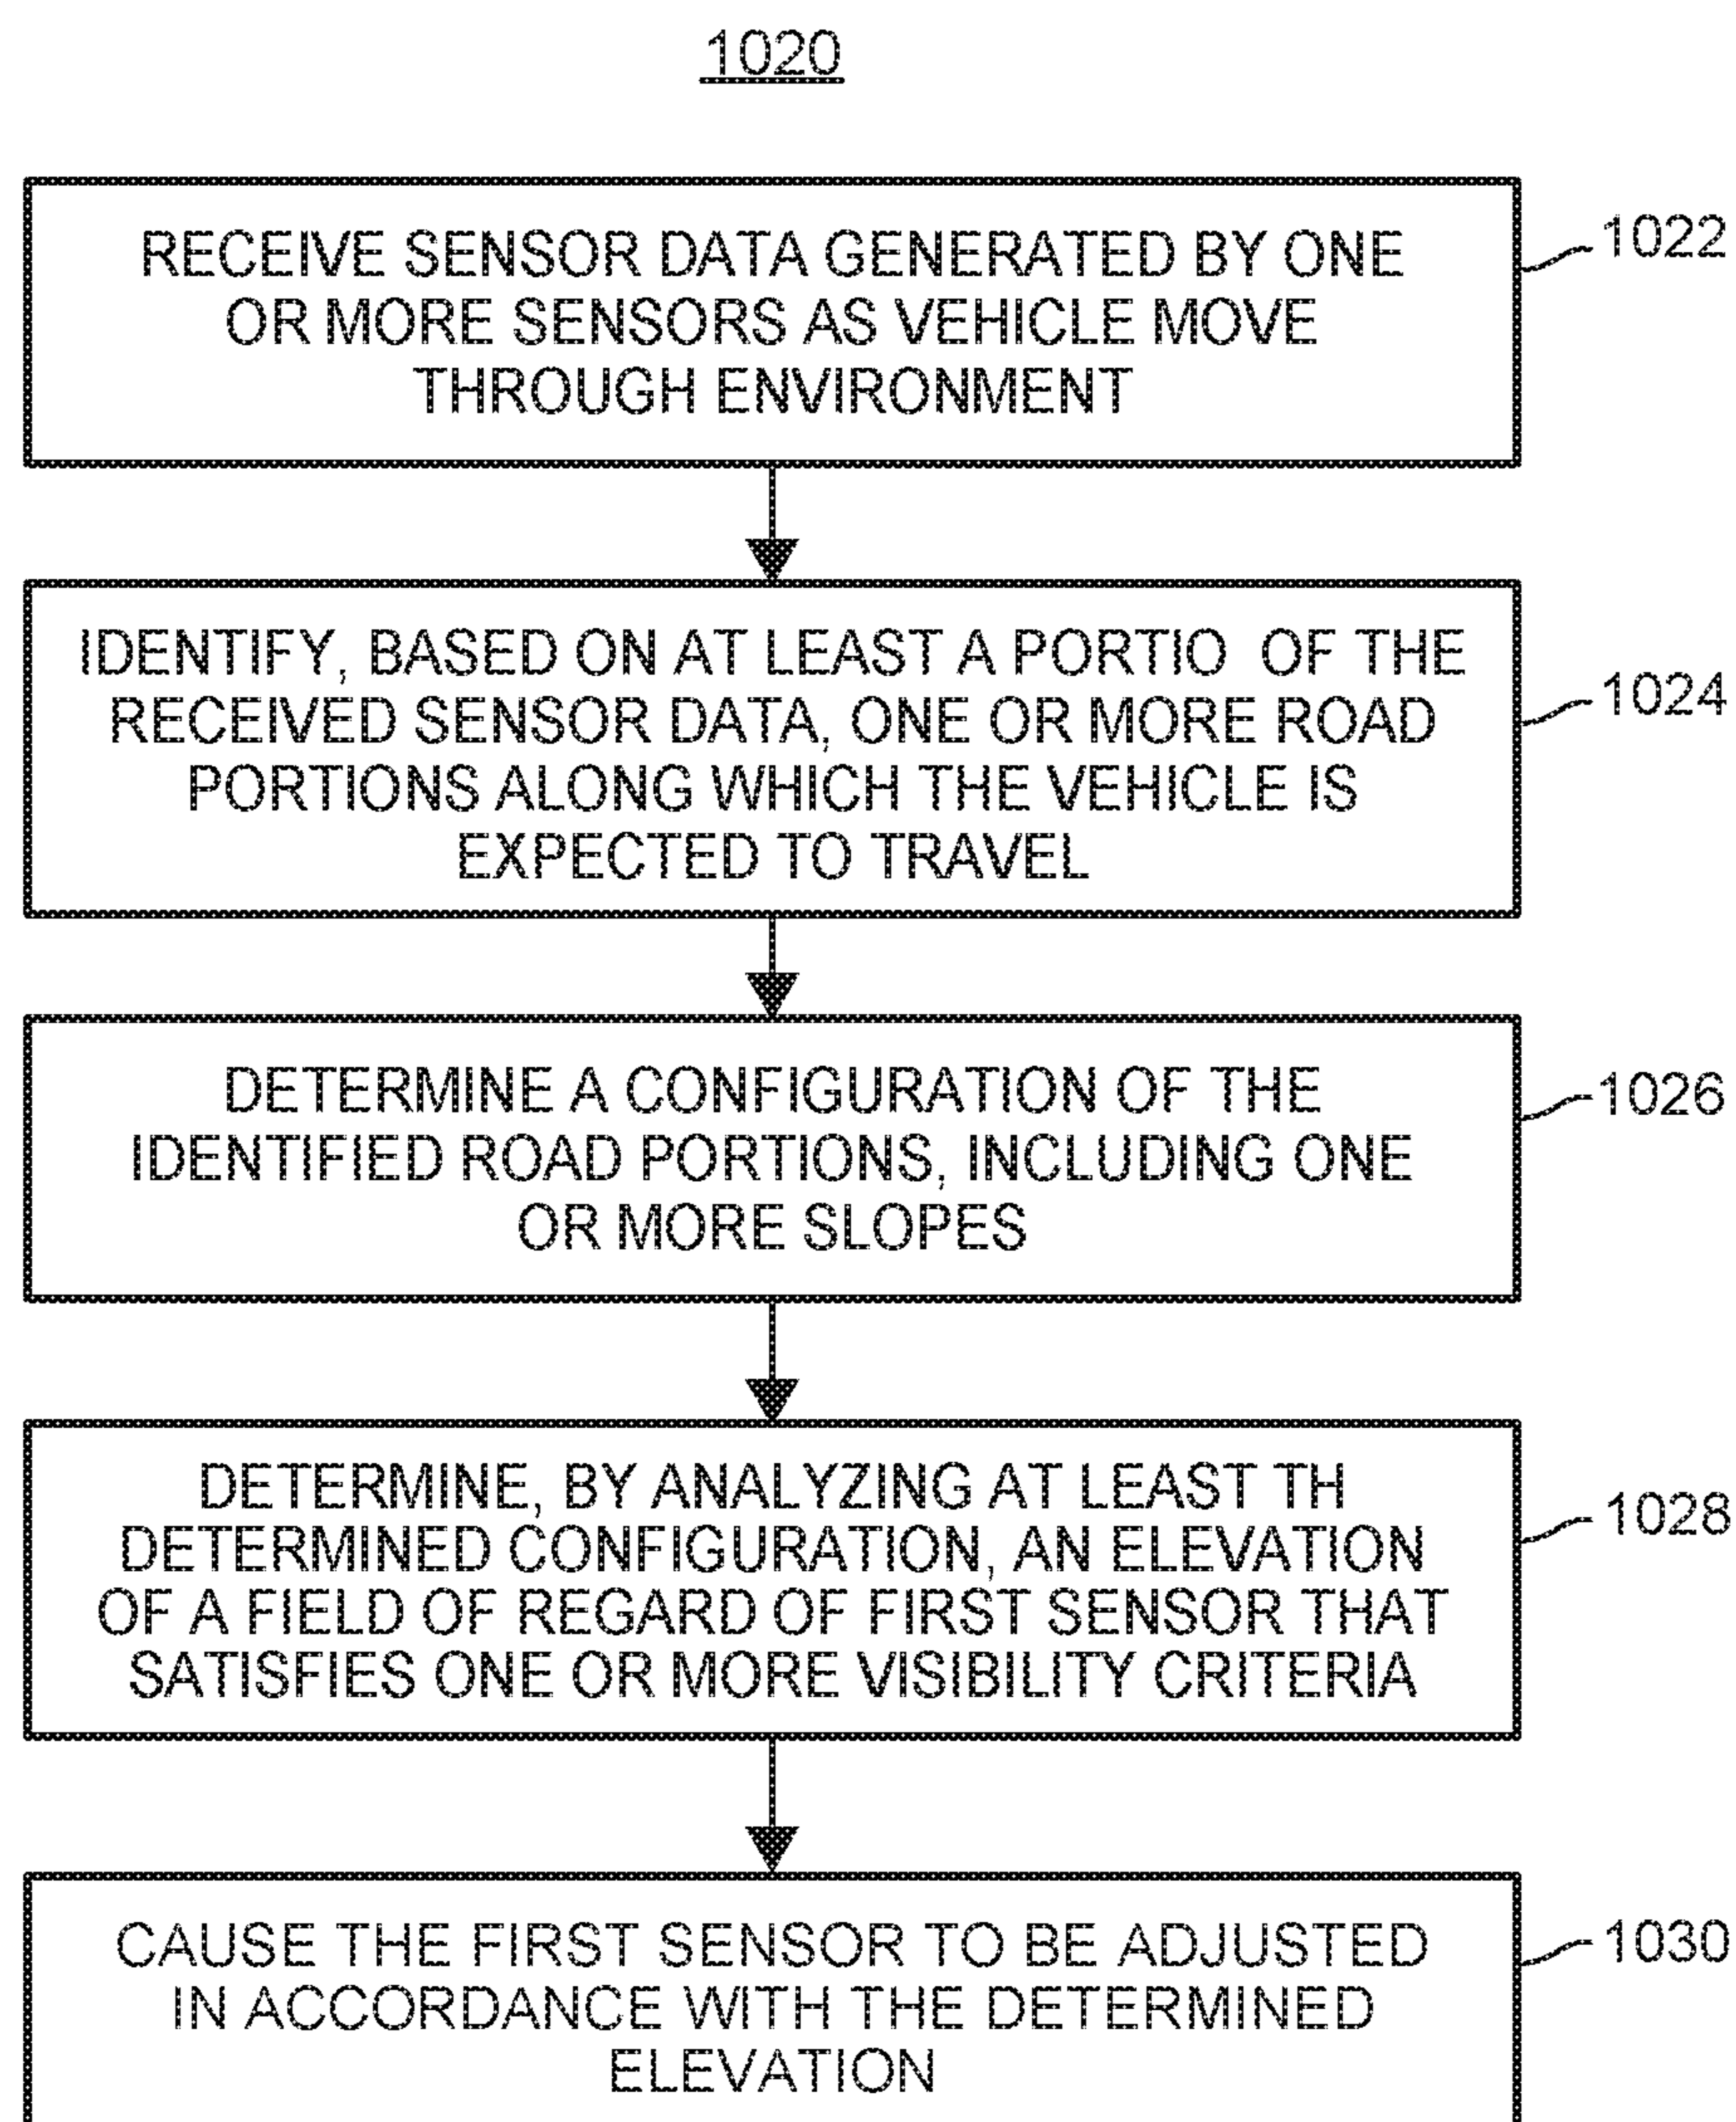 1020
RECEIVE SENSOR DATA GENERATED BY ONE
OR MORE SENSORS AS VEHICLE MOVE
THROUGH ENVIRONMENT
1022
IDENTIFY, BASED ON AT LEAST A PORTIO OF THE
RECEIVED SENSOR DATA, ONE OR MORE ROAD
PORTIONS ALONG WHICH THE VEHICLE IS
EXPECTED TO TRAVEL
1024
DETERMINE A CONFIGURATION OF THE
IDENTIFIED ROAD PORTIONS, INCLUDING ONE
OR MORE SLOPES
1026
DETERMINE, BY ANALYZING AT LEAST TH
DETERMINED CONFIGURATION, AN ELEVATION
OF A FIELD OF REGARD OF FIRST SENSOR THAT
SATISFIES ONE OR MORE VISIBILITY CRITERIA
1028
CAUSE THE FIRST SENSOR TO BE ADJUSTED
IN ACCORDANCE WITH THE DETERMINED
ELEVATION
1030